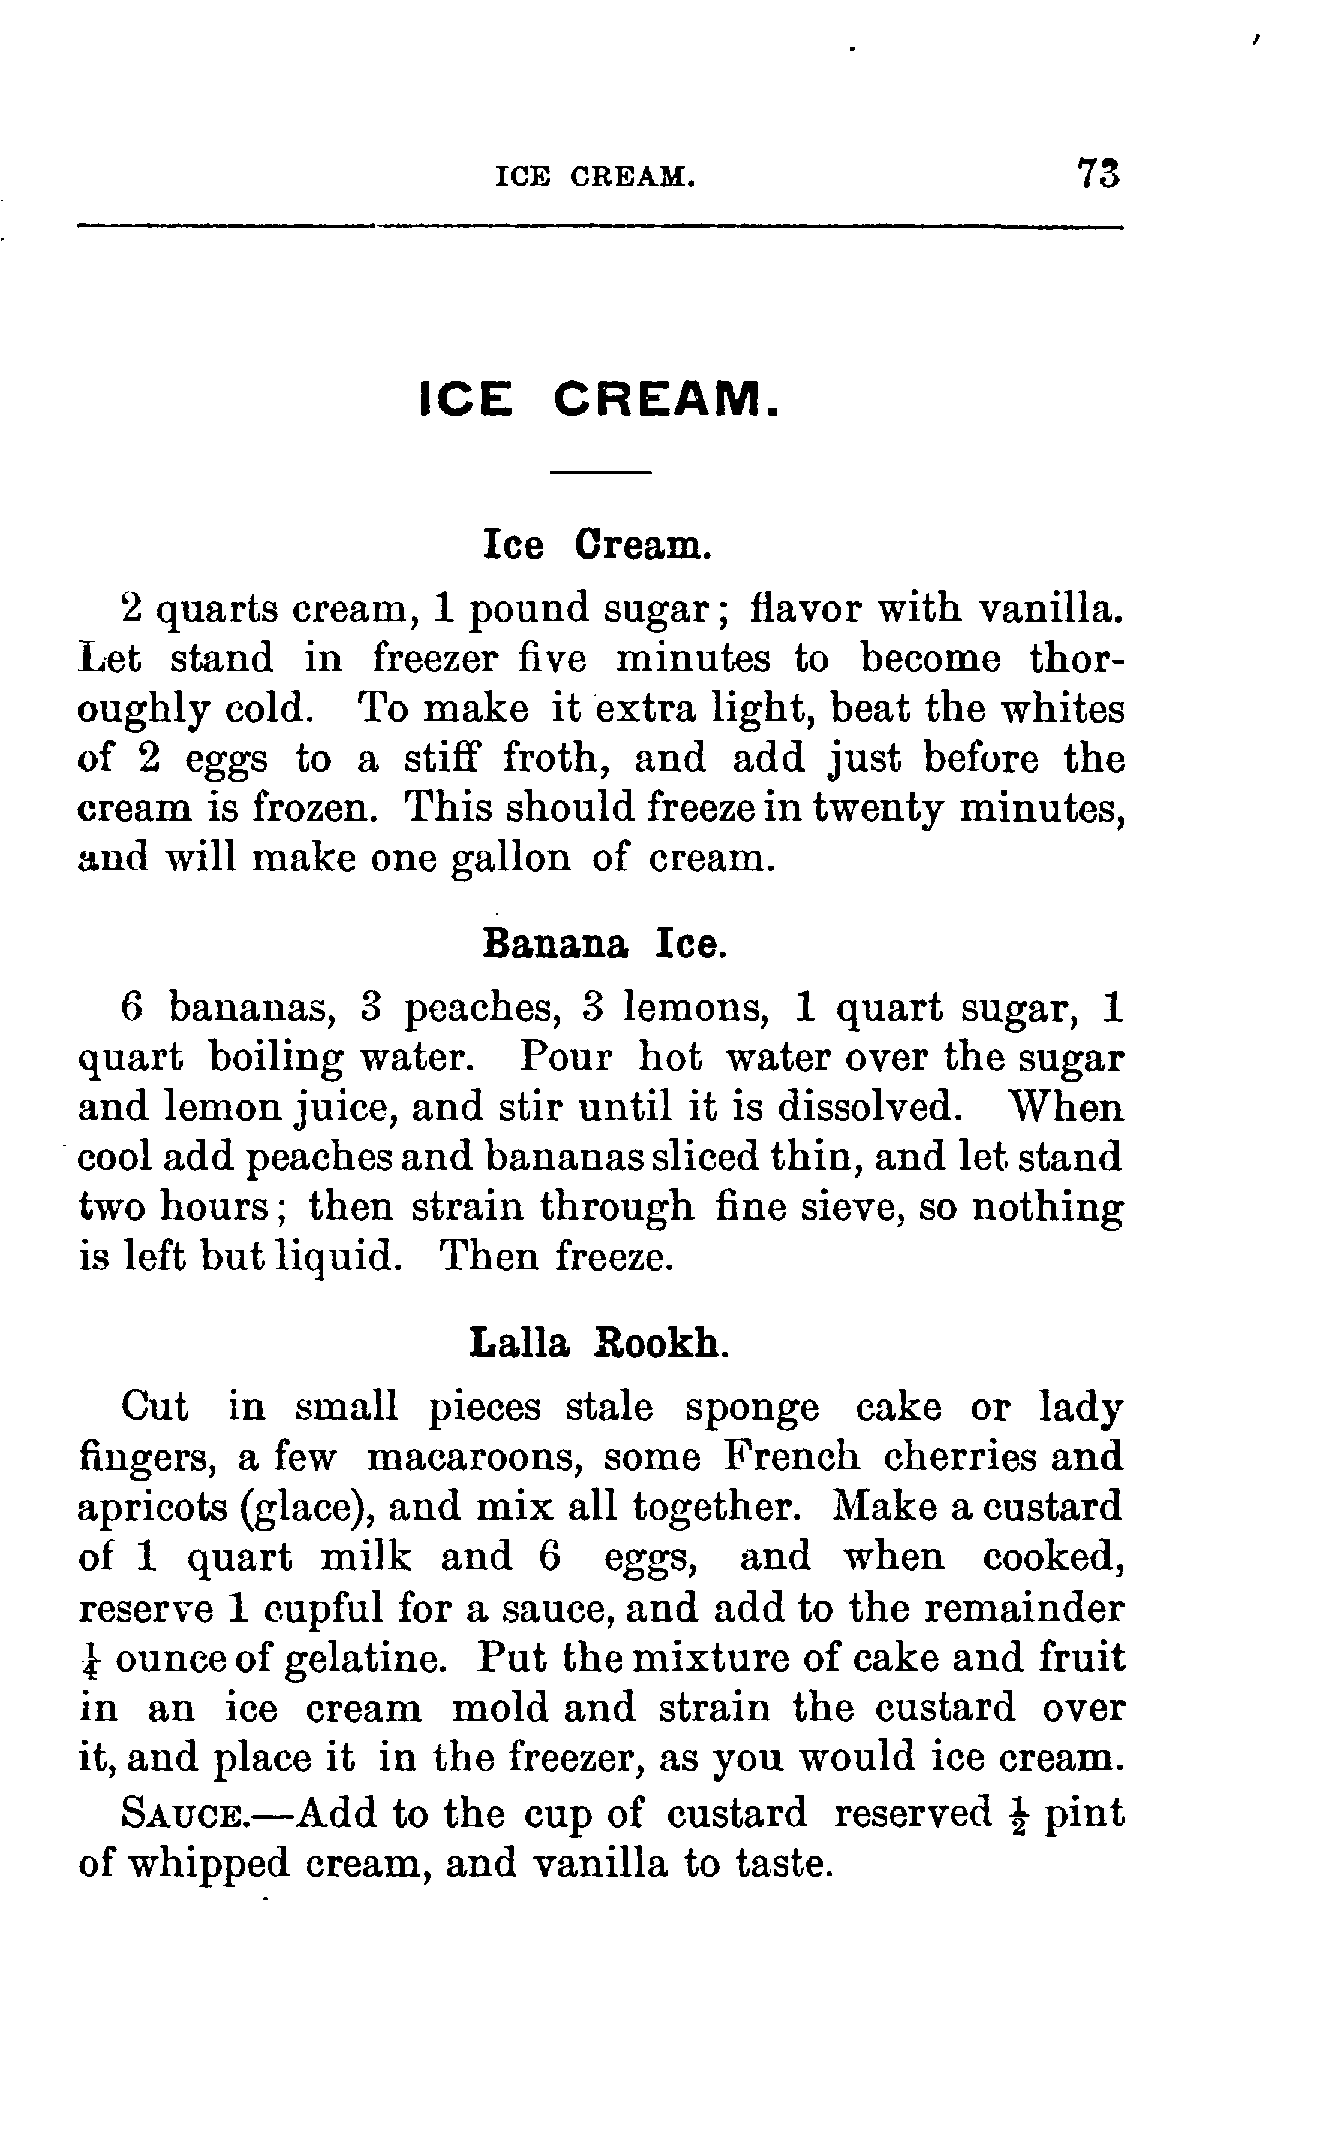 ICE CREAM. 73
ICE CREAM.
Ice Cream.
2 quarts cream, 1 pound sugar; flavor with vanilla.
Let stand in freezer five minutes to become thor-
oughly cold. To make it extra light, beat the whites
of 2 eggs to a stiff froth, and add just before the
cream is frozen. This should freeze in twenty minutes,
and will make one gallon of cream.
Banana Ice.
6 bananas, 3 peaches, 3 lemons, 1 quart sugar, 1
quart boiling water. Pour hot water over the sugar
and lemon juice, and stir until it is dissolved. When
cool add peaches and bananas sliced thin, and let stand
two hours; then strain through fine sieve, so nothing
is left but liquid. Then freeze.
Lalla Rookh.
Cut in small pieces stale sponge cake or lady
fingers, a few macaroons, some French cherries and
apricots (glace), and mix all together. Make a custard
of 1 quart milk and 6 eggs, and when cooked,
reserve 1 cupful for a sauce, and add to the remainder
¼ ounce of gelatine. Put the mixture of cake and fruit
in an ice cream mold and strain the custard over
it, and place it in the freezer, as you would ice cream.
SAUCE.—Add to the cup of custard reserved ½ pint
of whipped cream, and vanilla to taste.